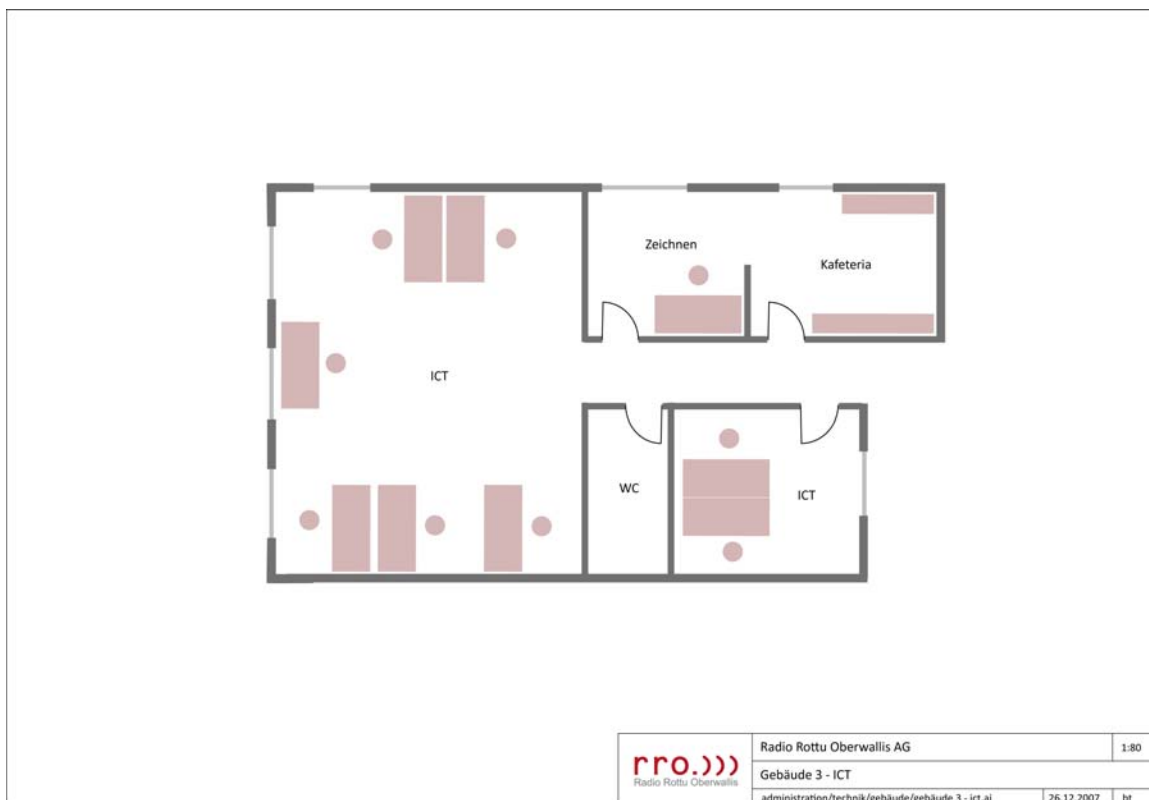 Zeichnen
Kafeteria
ICT
WC
ICT
rro.)))
Radio Rottu Oberwallis
Radio Rottu Oberwallis AG
1:80
Gebäude 3 - ICT
administration/technik/gebäude/gebäude 3 - ict.ai
26.12.2007
bt